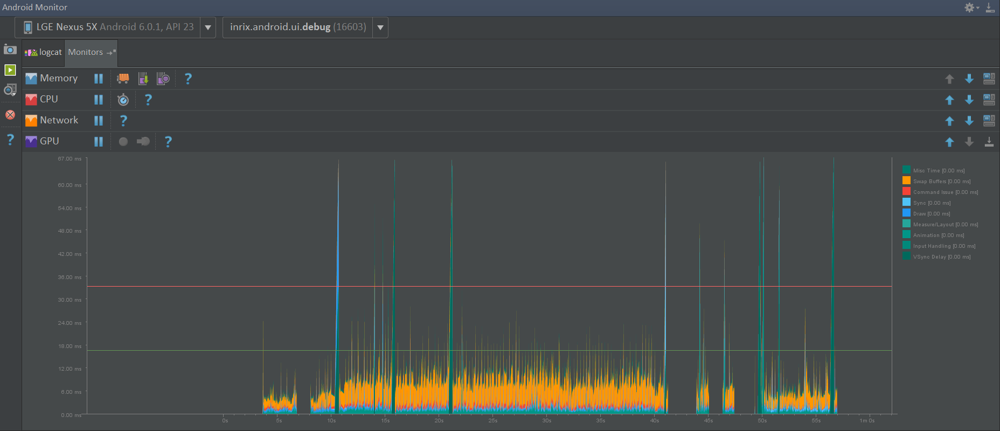 Android Monitor
LGE Nexus 5X Android 6.0.1, API 23
inrix.android.ui.debug (16603)
logcat
Monitors
Memory
?
CPU
?
Network
?
?
GPU
?
67.00 ms
60.00 ms
54.00 ms
48.00 ms
42.00 ms
36.00 ms
30.00 ms
24.00 ms
18.00 ms
12.00 ms
6.00 ms
0.00 ms
0s
5s
10s
15s
20s
25s
30s
35s
40s
45s
50s
55s
1m 0s
Misc Time [0.00 ms]
Swap Buffers [0.00 ms]
Command Issue [0.00 ms]
Sync [0.00 ms]
Draw [0.00 ms]
Measure/Layout [0.00 ms]
Animation [0.00 ms]
Input Handling [0.00 ms]
VSync Delay [0.00 ms]